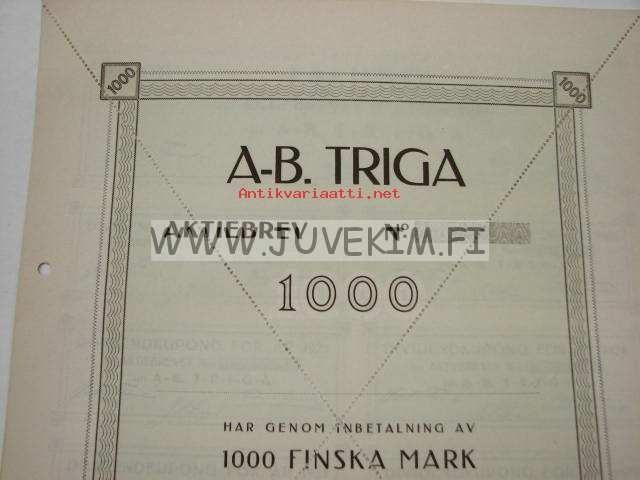 1000 1000
A-B. TRIGA
Antikvariaatti.net
AKTIEBREV No
WWW.JUVEKIM.FI
1000
HAR GENOM INBETALNING AV
1000 FINSKA MARK